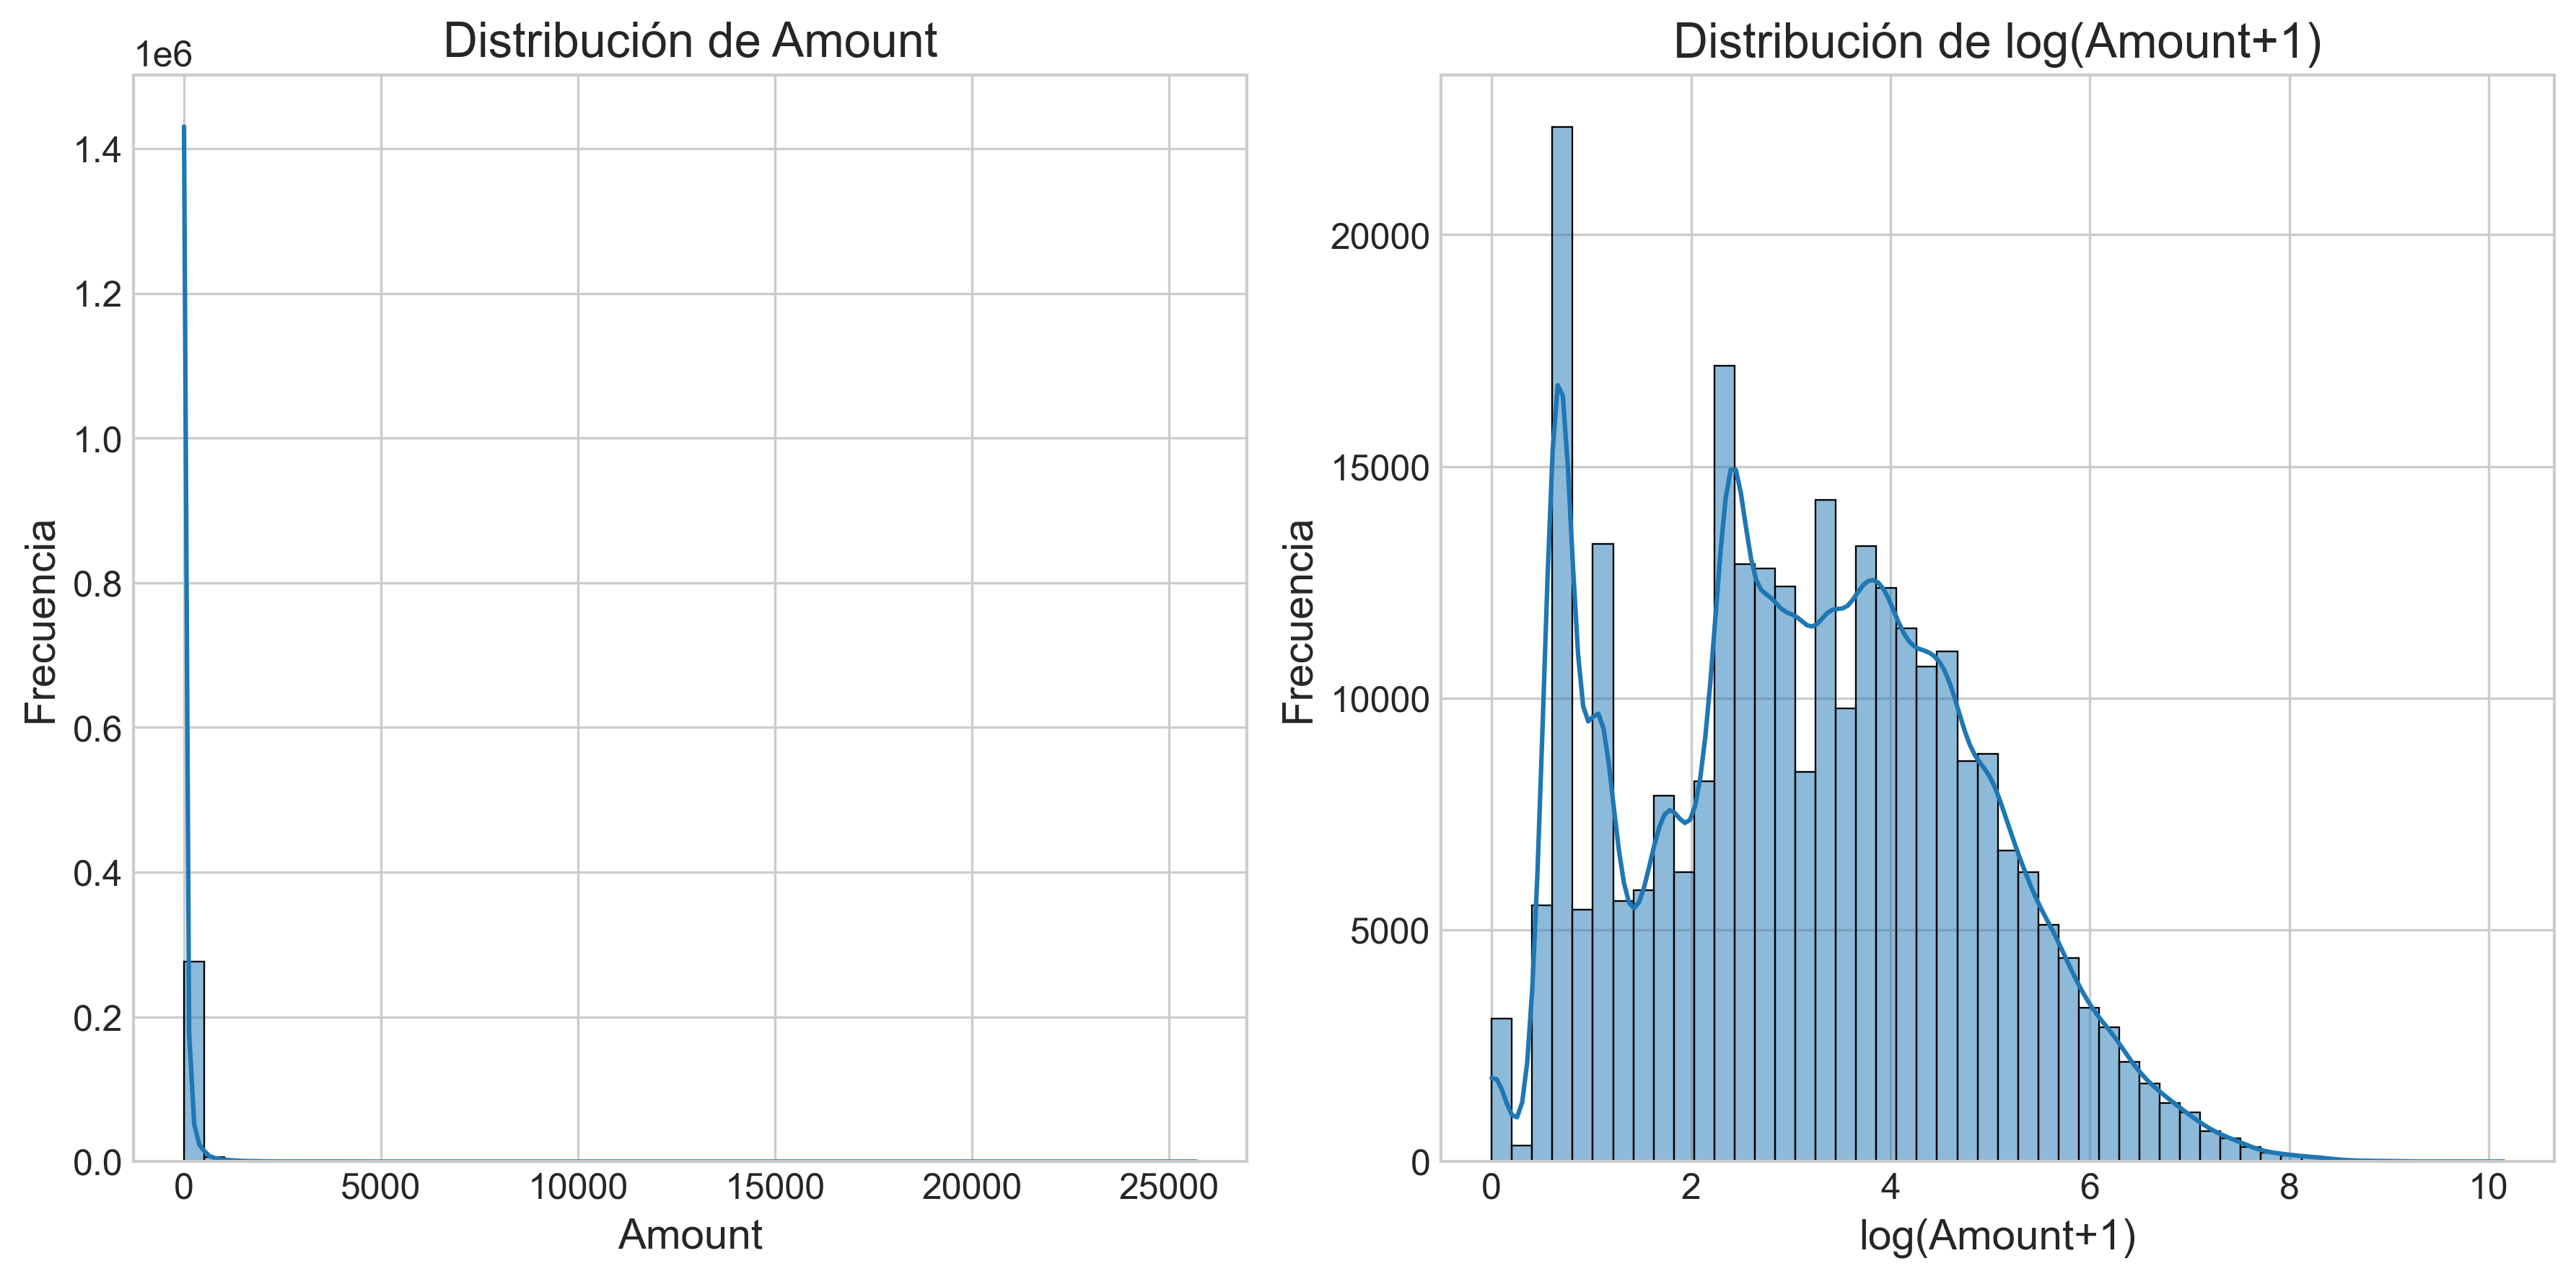 Distribución de Amount
1e6
1.4
1.2
1.0
0.8
0.6
0.4
0.2
0.0
Frecuencia
0 5000 10000 15000 20000 25000
Amount
Distribución de log(Amount+1)
20000
15000
10000
5000
0
Frecuencia
0 2 4 6 8 10
log(Amount+1)